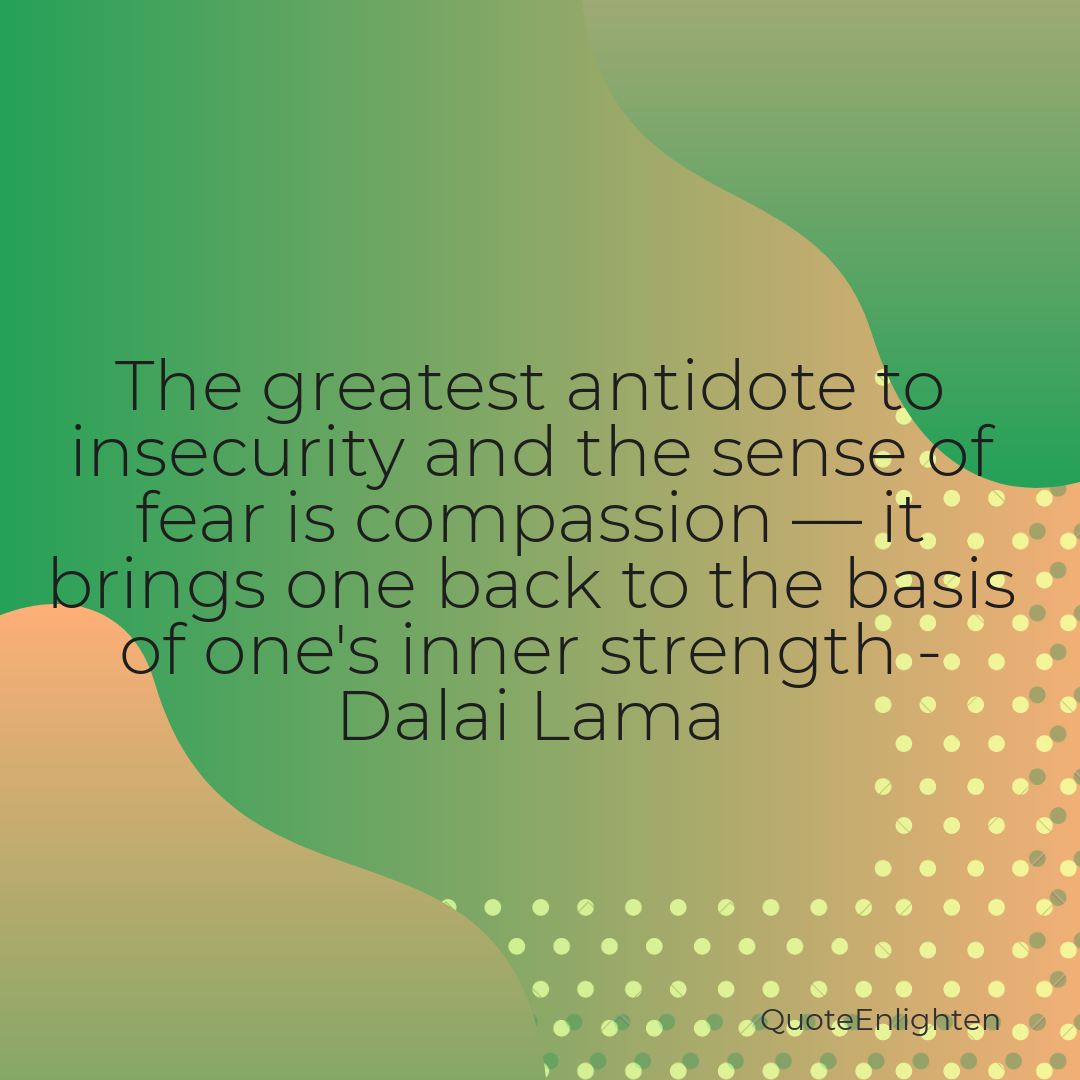 The greatest antidote to
insecurity and the sense of
fear is compassion — it
brings one back to the basis
of one's inner strength -
Dalai Lama
QuoteEnlighten